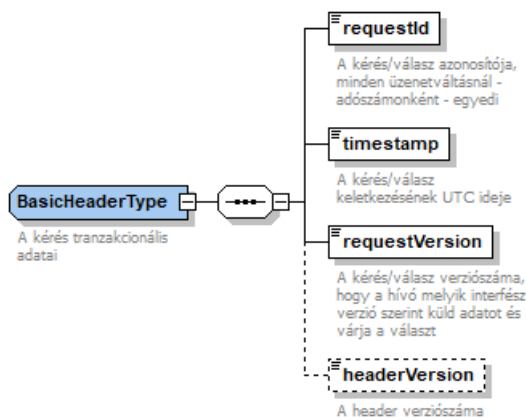 requestId
A kérés/válasz azonosítója,
minden üzenetváltásnál -
adószámonként - egyedi
timestamp
A kérés/válasz
keletkezésének UTC ideje
BasicHeaderType
A kérés tranzakcionális
adatai
requestVersion
A kérés/válasz verziószáma,
hogy a hívó melyik interfész
verzió szerint küld adatot és
várja a választ
headerVersion
A header verziószáma